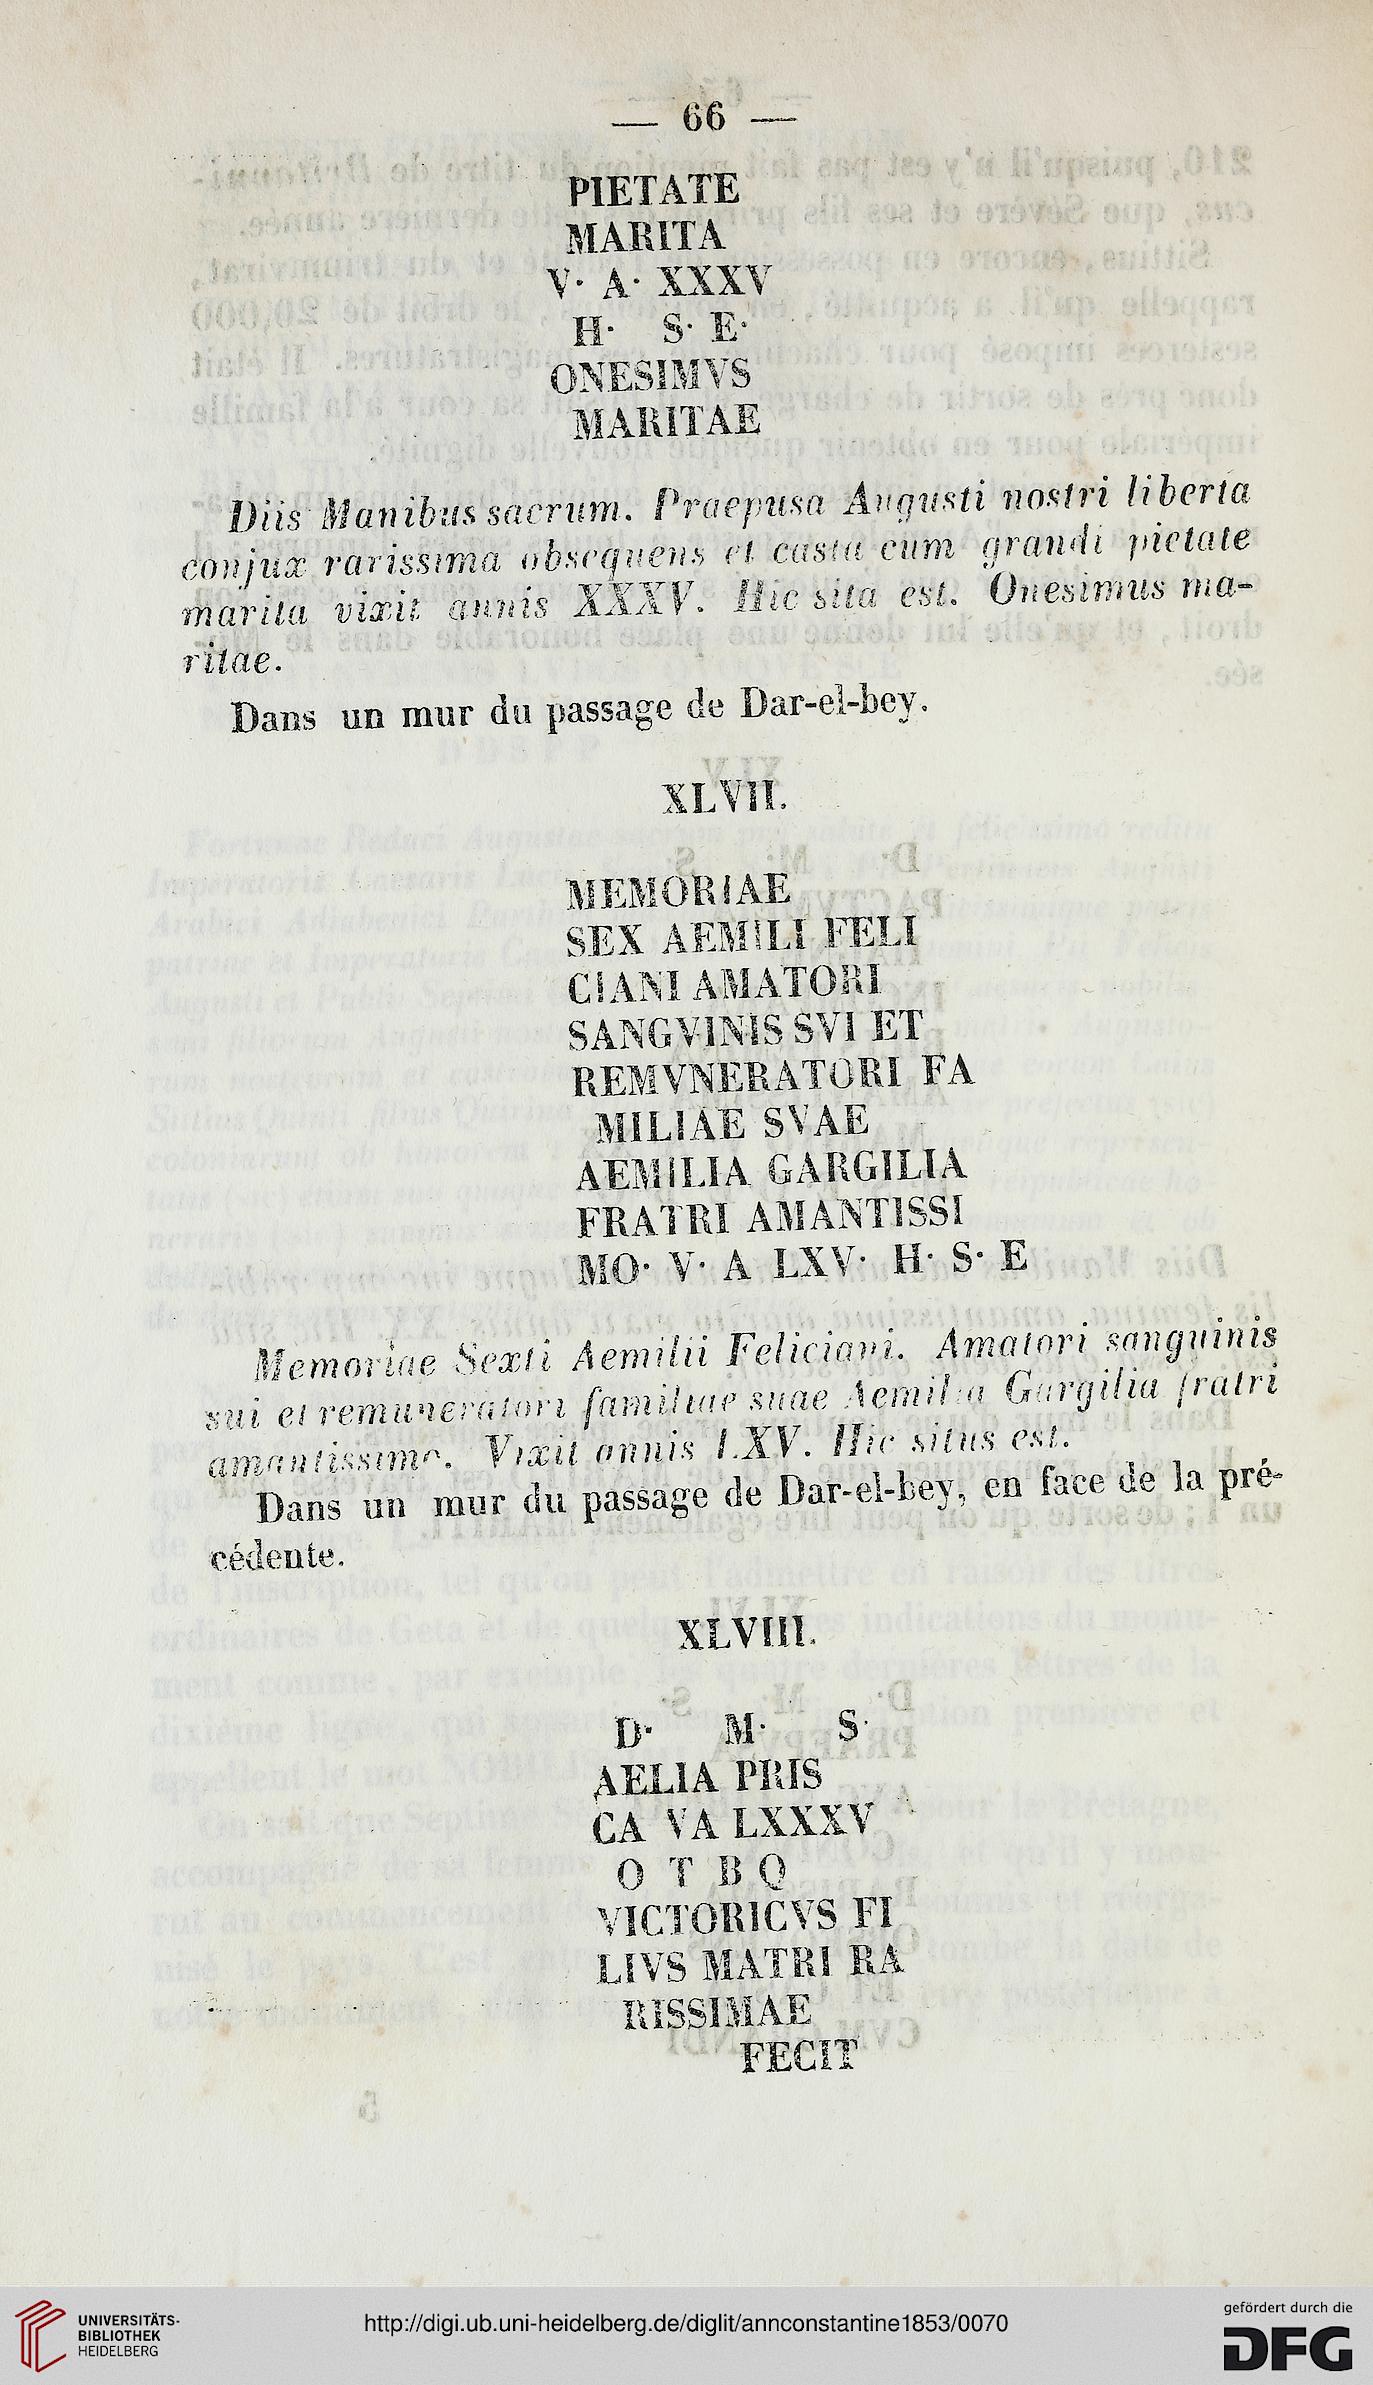 — 66 —
PIETATE
MARITA
V· A· XXXV
H· S· E·
ONESIMVS
MARITAE
Diis Manibus sacrum. Praepusa Augusti nostri liberta
conjux rarissima obsequens et casta cum grandi pietate
marita vixit annis XXXV. Hic sita est. Onesimus ma-
ritae.
Dans un mur du passage de Dar-el-bey.
XLVII.
MEMORIAE
SEX AEMILI FELI
CIANI AMATORI
SANGVINIS SVI ET
REMVNERATORI FA
MILIAE SVAE
AEMILIA GARGILIA
FRATRI AMANTISSI
MO· V· A LXV· H· S· E
Memoriae Sexti Aemilii Feliciani. Amatori sanguinis
sui et remuneratori familiae suae Aemilia Gargilia fratri
amantissimo. Vixit annis LXV. Hic situs est.
Dans un mur du passage de Dar-el-bey, en face de la pré-
cédente.
XLVIII.
D· M· S·
AELIA PRIS
CA VA LXXXV
O T B Q
VICTORICVS FI
LIVS MATRI RA
RISSIMAE
FECIT
UNIVERSITÄTS-
BIBLIOTHEK
HEIDELBERG
http://digi.ub.uni-heidelberg.de/diglit/annconstantine1853/0070
gefördert durch die
DFG